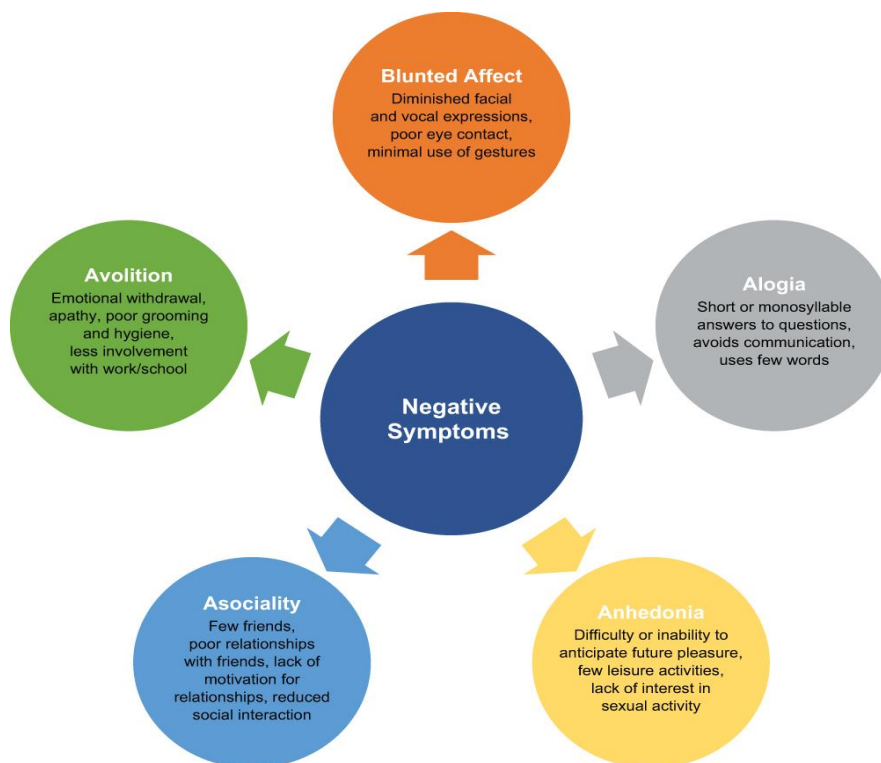 Blunted Affect
Diminished facial
and vocal expressions,
poor eye contact,
minimal use of gestures
Avolition
Emotional withdrawal,
apathy, poor grooming
and hygiene,
less involvement
with work/school
Alogia
Short or monosyllable
answers to questions,
avoids communication,
uses few words
Negative
Symptoms
Asociality
Few friends,
poor relationships
with friends, lack of
motivation for
relationships, reduced
social interaction
Anhedonia
Difficulty or inability to
anticipate future pleasure,
few leisure activities,
lack of interest in
sexual activity